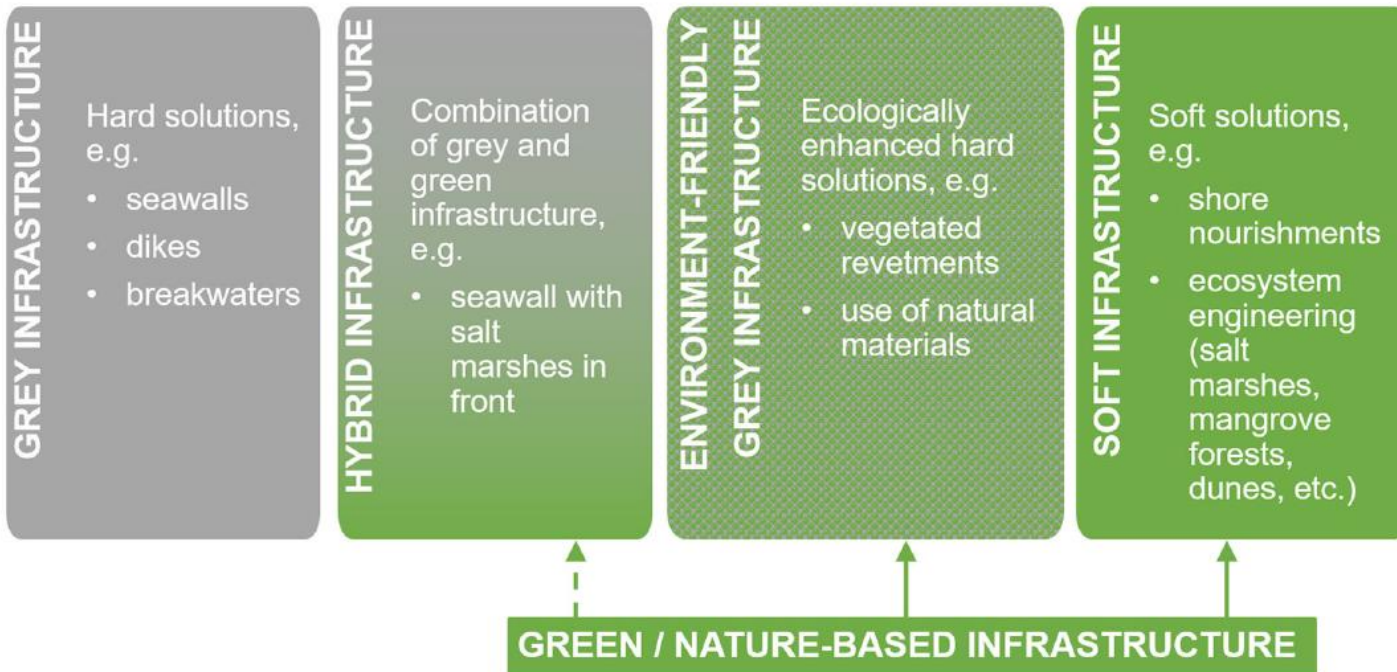 GREY INFRASTRUCTURE
Hard solutions,
e.g.
• seawalls
• dikes
• breakwaters
HYBRID INFRASTRUCTURE
Combination
of grey and
green
infrastructure,
e.g.
• seawall with
salt
marshes in
front
ENVIRONMENT-FRIENDLY
GREY INFRASTRUCTURE
Ecologically
enhanced hard
solutions, e.g.
• vegetated
revetments
• use of natural
materials
SOFT INFRASTRUCTURE
Soft solutions,
e.g.
• shore
nourishments
• ecosystem
engineering
(salt
marshes,
mangrove
forests,
dunes, etc.)
GREEN / NATURE-BASED INFRASTRUCTURE